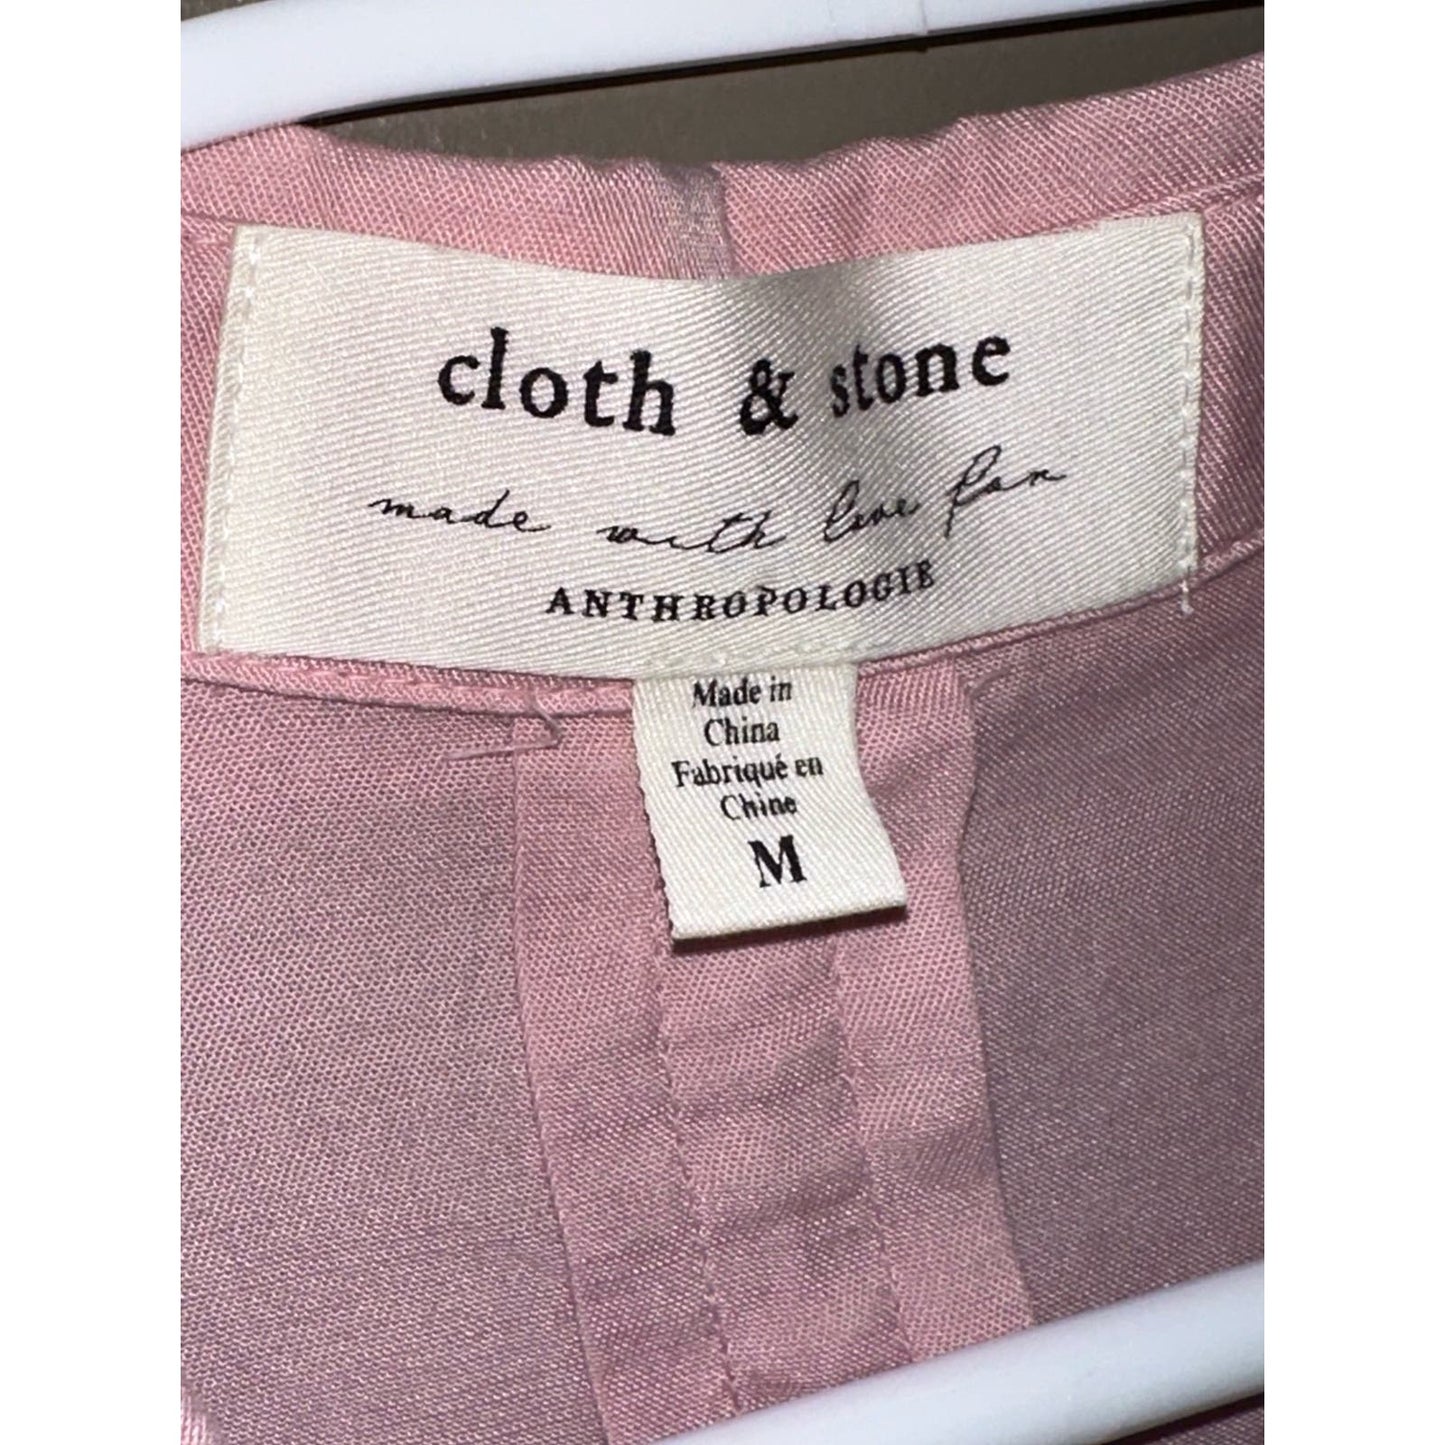 cloth & stone
made with love for
ANTHROPOLOGIE
Made in
China
Fabriqué en
Chine
M